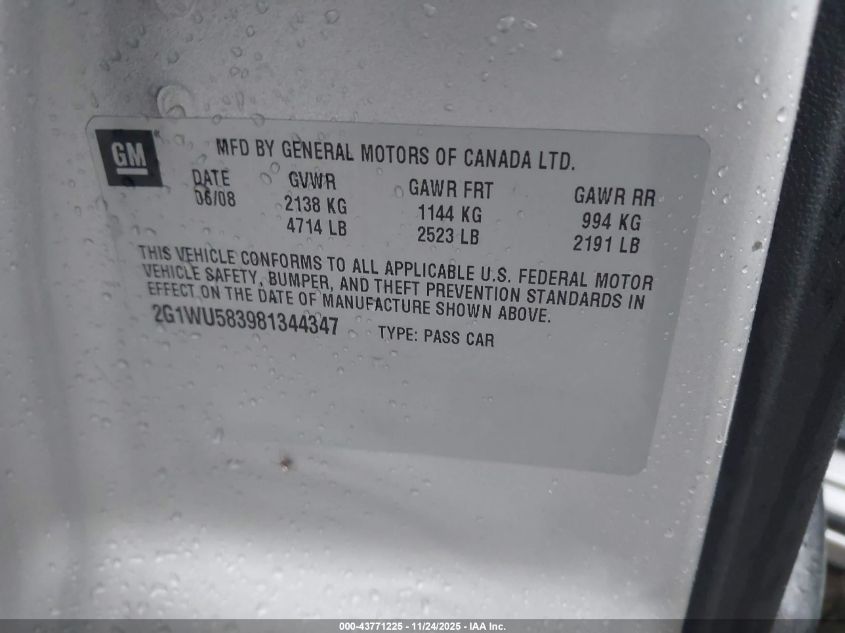 GM
MFD BY GENERAL MOTORS OF CANADA LTD.
DATE GVWR GAWR FRT GAWR RR
06/08 2138 KG 1144 KG 994 KG
4714 LB 2523 LB 2191 LB
THIS VEHICLE CONFORMS TO ALL APPLICABLE U.S. FEDERAL MOTOR
VEHICLE SAFETY, BUMPER, AND THEFT PREVENTION STANDARDS IN
EFFECT ON THE DATE OF MANUFACTURE SHOWN ABOVE.
2G1WU583981344347 TYPE: PASS CAR
000-43771225 - 11/24/2025 - IAA Inc.